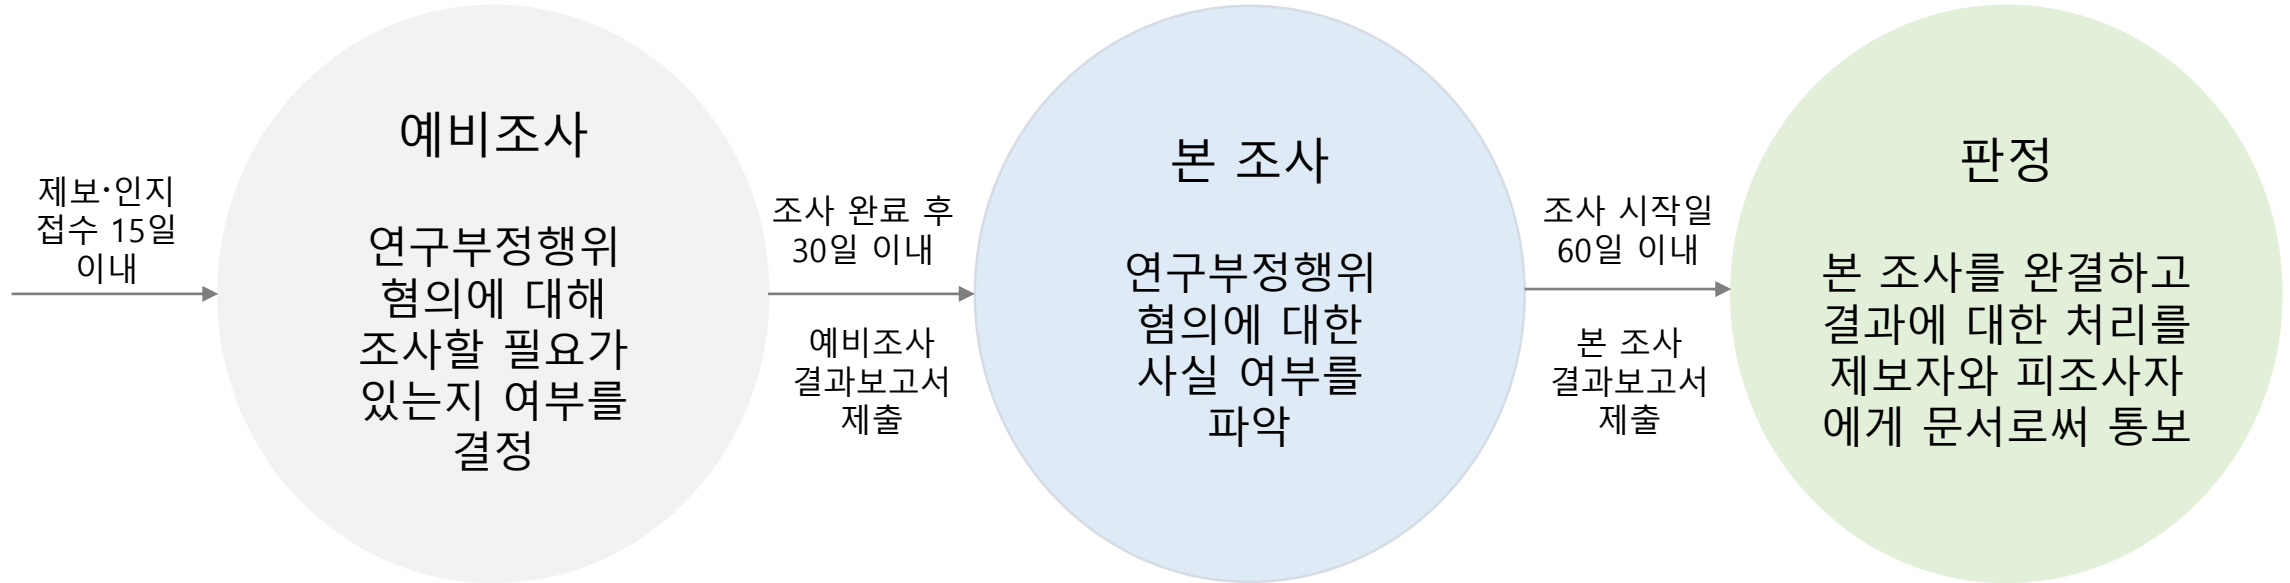 제보·인지
접수 15일
이내
예비조사
연구부정행위
혐의에 대해
조사할 필요가
있는지 여부를
결정
조사 완료 후
30일 이내
예비조사
결과보고서
제출
본 조사
연구부정행위
혐의에 대한
사실 여부를
파악
조사 시작일
60일 이내
본 조사
결과보고서
제출
판정
본 조사를 완결하고
결과에 대한 처리를
제보자와 피조사자
에게 문서로써 통보